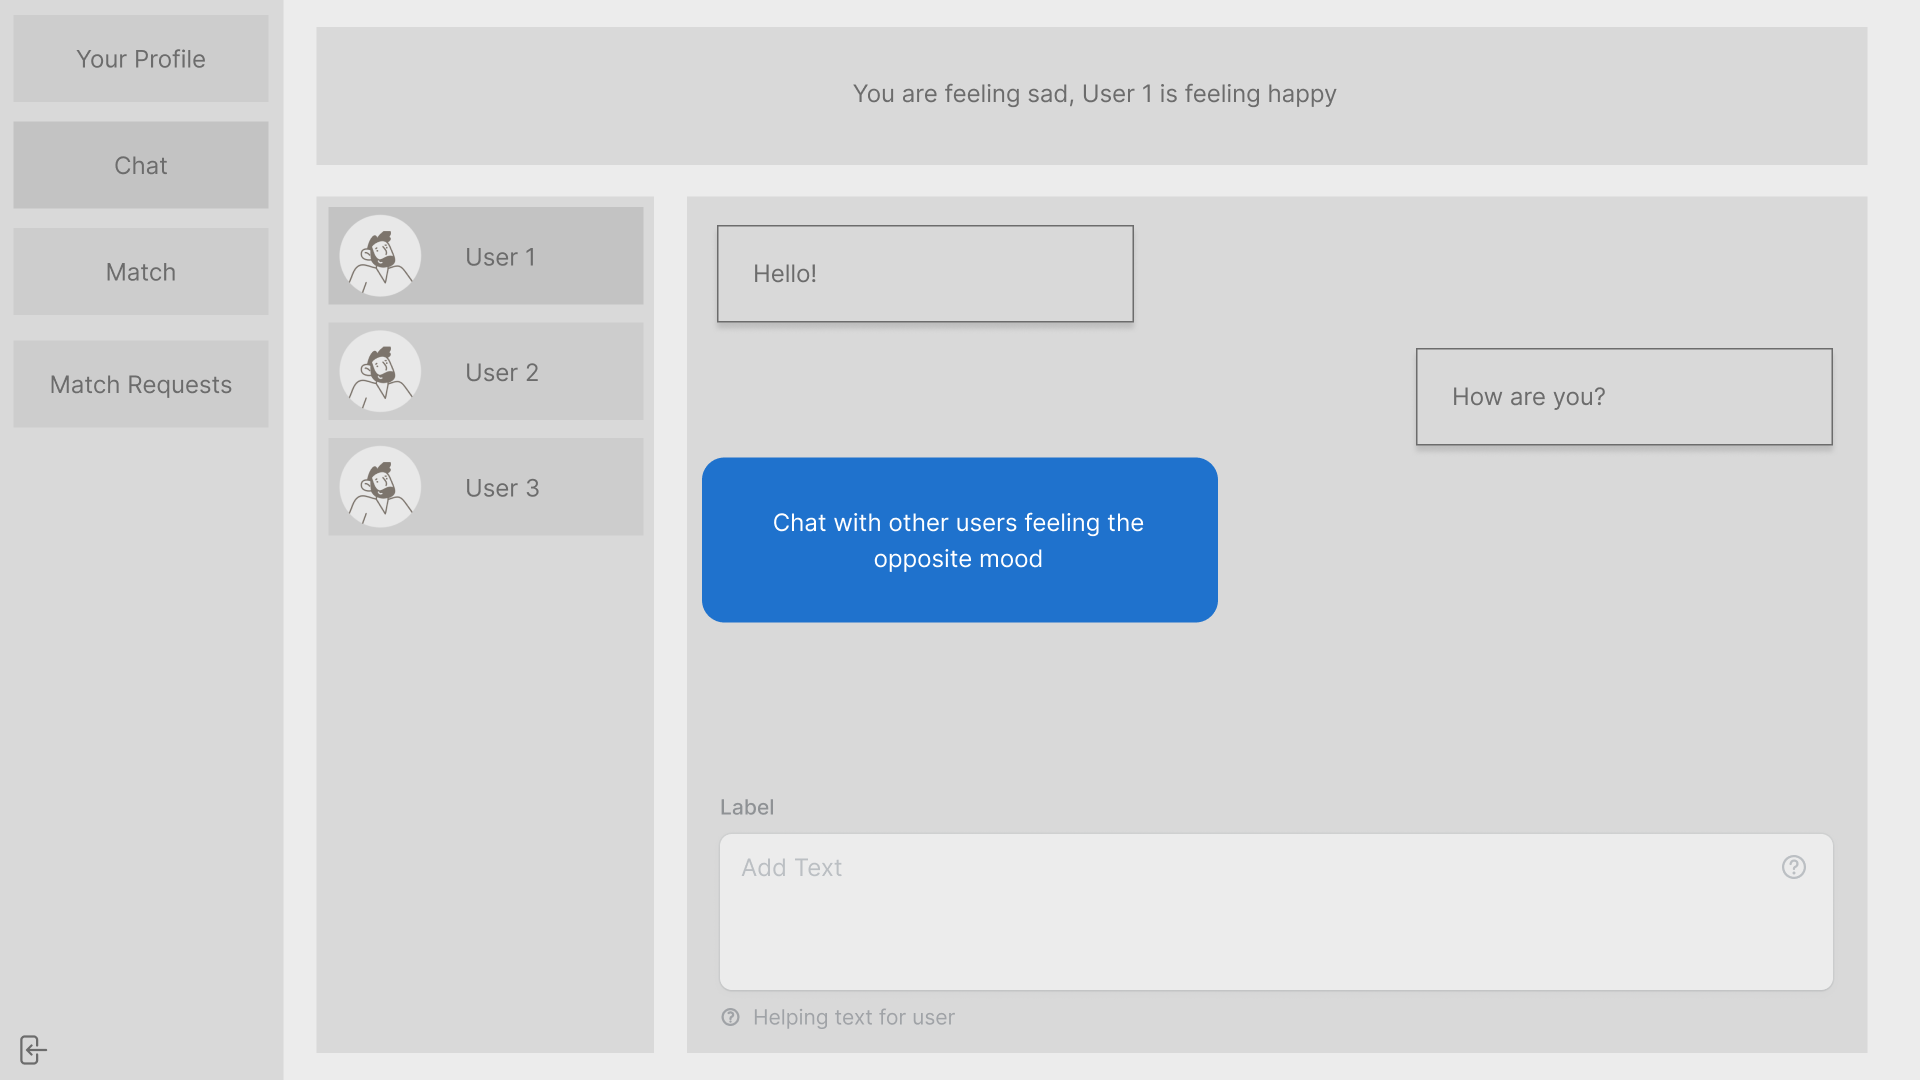 Your Profile
Chat
Match
Match Requests
You are feeling sad, User 1 is feeling happy
User 1
User 2
User 3
Hello!
How are you?
Chat with other users feeling the
opposite mood
Label
Add Text
Helping text for user